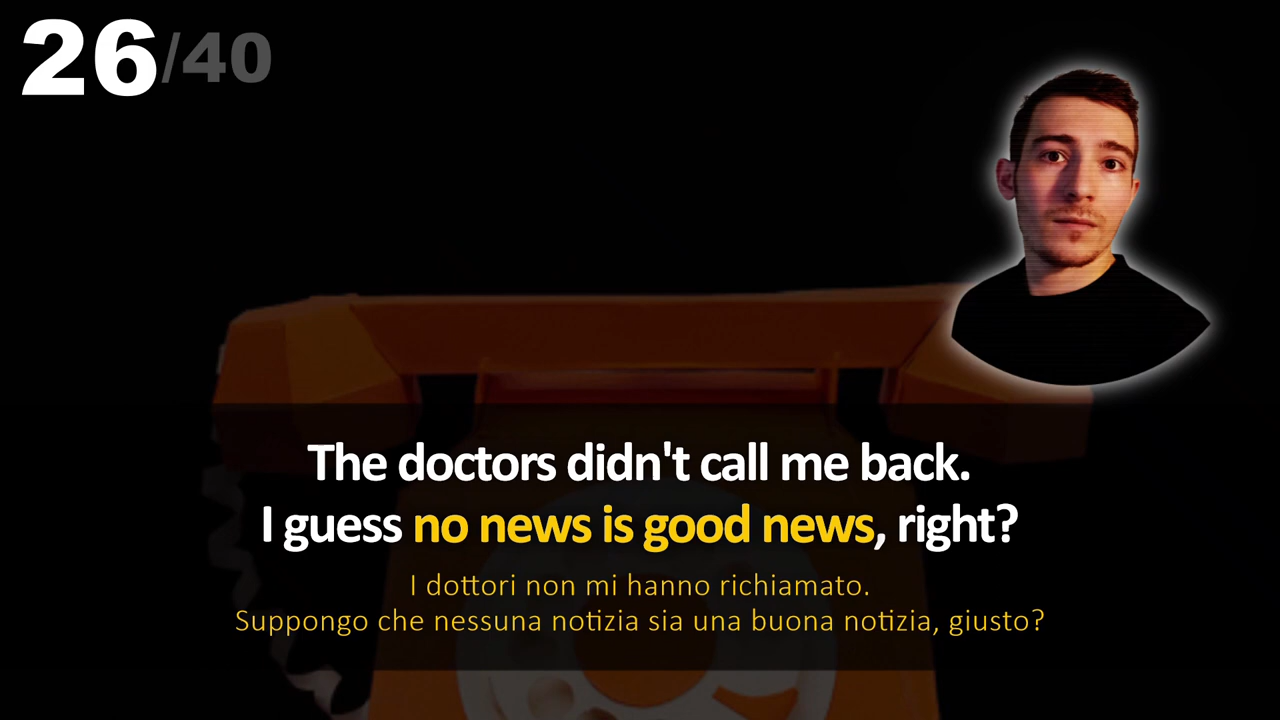 26/40
The doctors didn't call me back.
I guess no news is good news, right?
I dottori non mi hanno richiamato.
Suppongo che nessuna notizia sia una buona notizia, giusto?